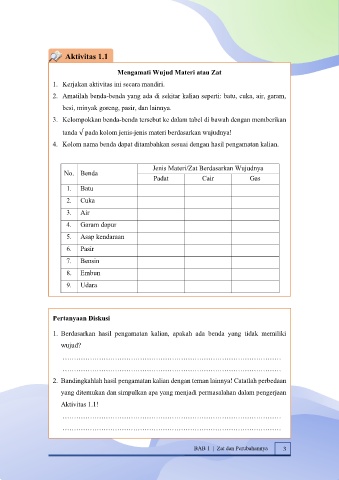 Aktivitas 1.1
Mengamati Wujud Materi atau Zat
1. Kerjakan aktivitas ini secara mandiri.
2. Amatilah benda-benda yang ada di sekitar kalian seperti: batu, cuka, air, garam,
besi, minyak goreng, pasir, dan lainnya.
3. Kelompokkan benda-benda tersebut ke dalam tabel di bawah dengan memberikan
tanda √ pada kolom jenis-jenis materi berdasarkan wujudnya!
4. Kolom nama benda dapat ditambahkan sesuai dengan hasil pengamatan kalian.
No. Benda Jenis Materi/Zat Berdasarkan Wujudnya
Padat Cair Gas
1. Batu
2. Cuka
3. Air
4. Garam dapur
5. Asap kendaraan
6. Pasir
7. Bensin
8. Embun
9. Udara
Pertanyaan Diskusi
1. Berdasarkan hasil pengamatan kalian, apakah ada benda yang tidak memiliki
wujud?
2. Bandingkahlah hasil pengamatan kalian dengan teman lainnya! Catatlah perbedaan
yang ditemukan dan simpulkan apa yang menjadi permasalahan dalam pengerjaan
Aktivitas 1.1!
BAB 1 | Zat dan Perubahannya 3